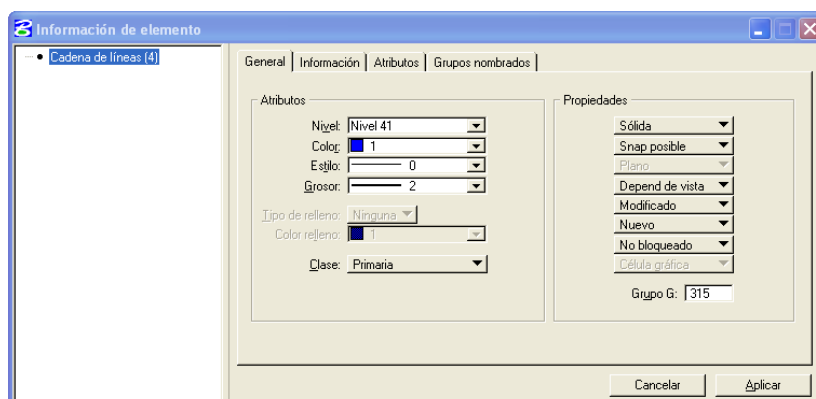 Información de elemento
Cadena de líneas (4)
General Información Atributos Grupos nombrados
Atributos
Nivel: Nivel 41
Color: 1
Estilo: 0
Grosor: 2
Tipo de relleno: Ninguna
Color relleno: 1
Clase: Primaria
Propiedades
Sólida
Snap posible
Plano
Depend de vista
Modificado
Nuevo
No bloqueado
Célula gráfica
Grupo G: 315
Cancelar Aplicar